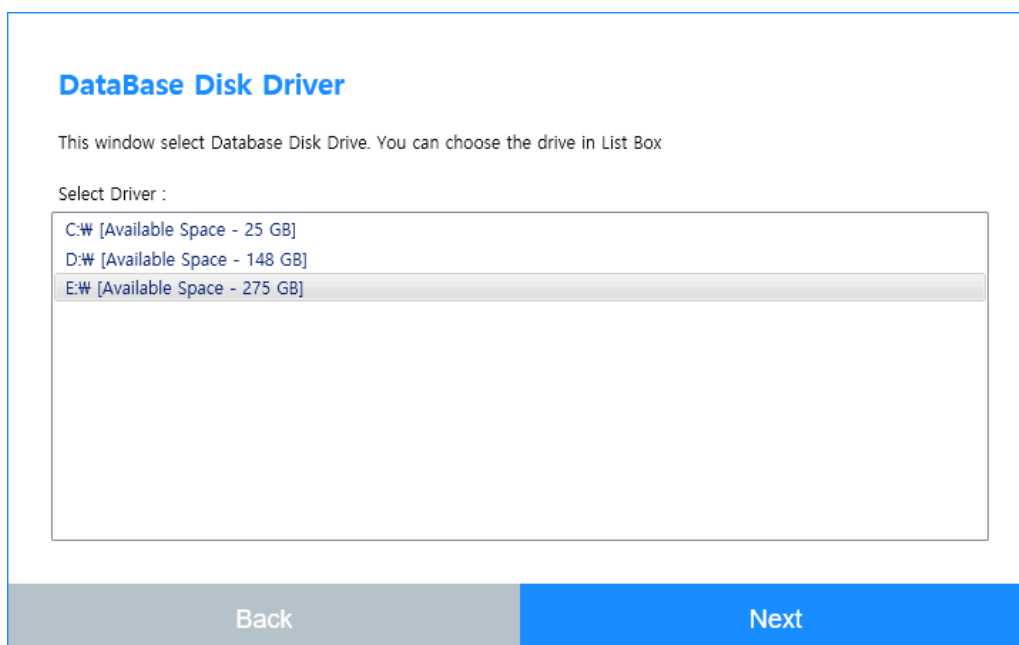 DataBase Disk Driver
This window select Database Disk Drive. You can choose the drive in List Box
Select Driver :
C:₩ [Available Space - 25 GB]
D:₩ [Available Space - 148 GB]
E:₩ [Available Space - 275 GB]
Back
Next